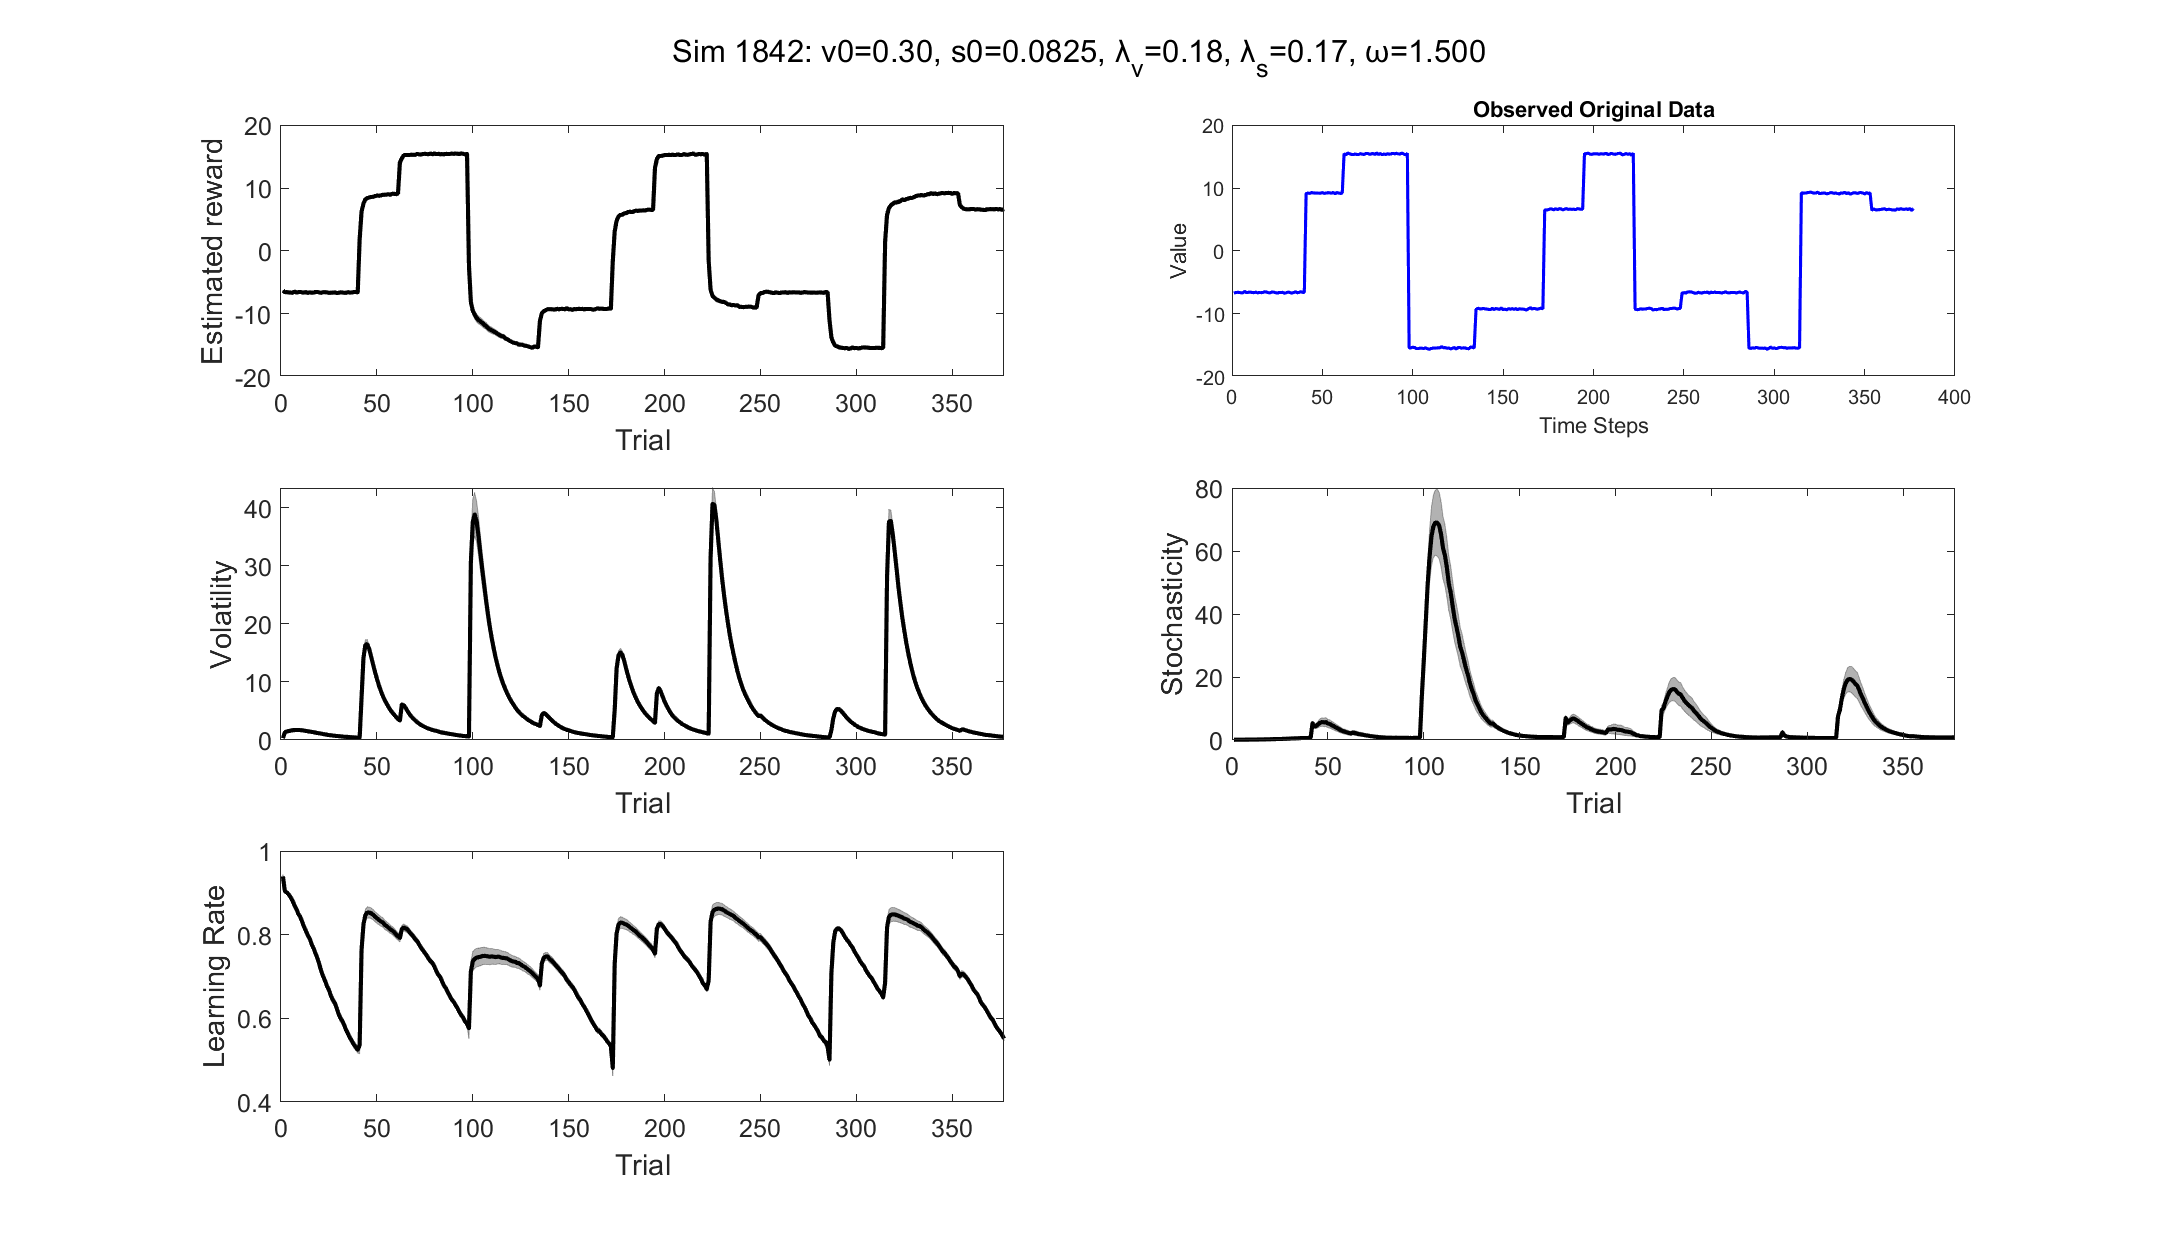 Sim 1842: v0=0.30, s0=0.0825, λv=0.18, λs=0.17, ω=1.500
20
10
0
-10
-20
Estimated reward
0 50 100 150 200 250 300 350
Trial
Observed Original Data
20
10
0
-10
-20
Value
0 50 100 150 200 250 300 350 400
Time Steps
40
30
20
10
0
Volatility
0 50 100 150 200 250 300 350
Trial
80
60
40
20
0
Stochasticity
0 50 100 150 200 250 300 350
Trial
1
0.8
0.6
0.4
Learning Rate
0 50 100 150 200 250 300 350
Trial